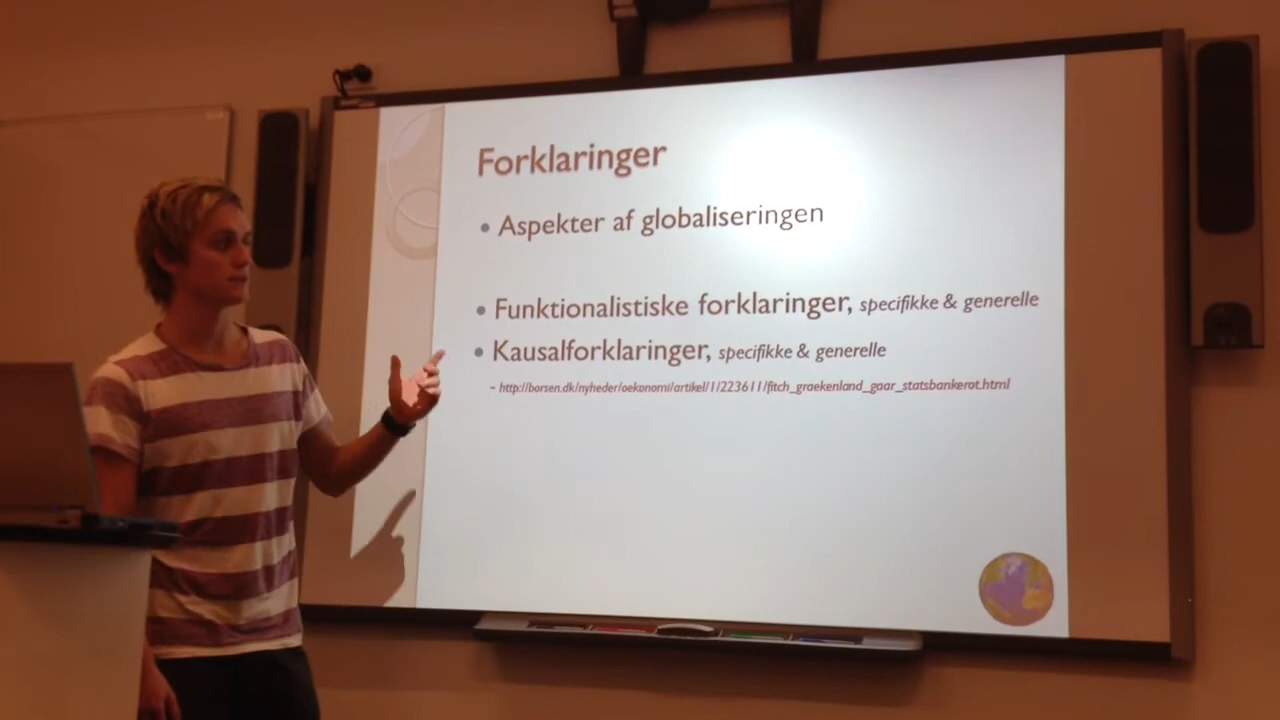 Forklaringer
• Aspekter af globaliseringen
• Funktionalistiske forklaringer, specifikke & generelle
• Kausalforklaringer, specifikke & generelle
- http://borsen.dk/nyheder/oekonomi/artikel/1/223611/fitch_graekenland_gaar_statsbankerot.html